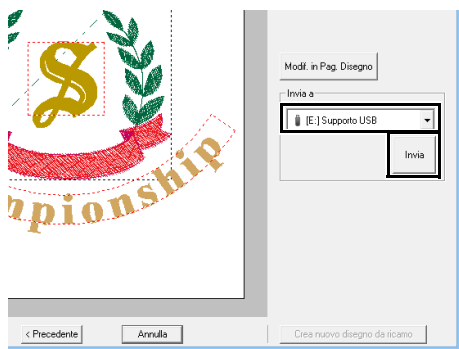 S
Modif. in Pag. Disegno
Invia a
[E:] Supporto USB
Invia
mpionship
< Precedente
Annulla
Crea nuovo disegno da ricamo